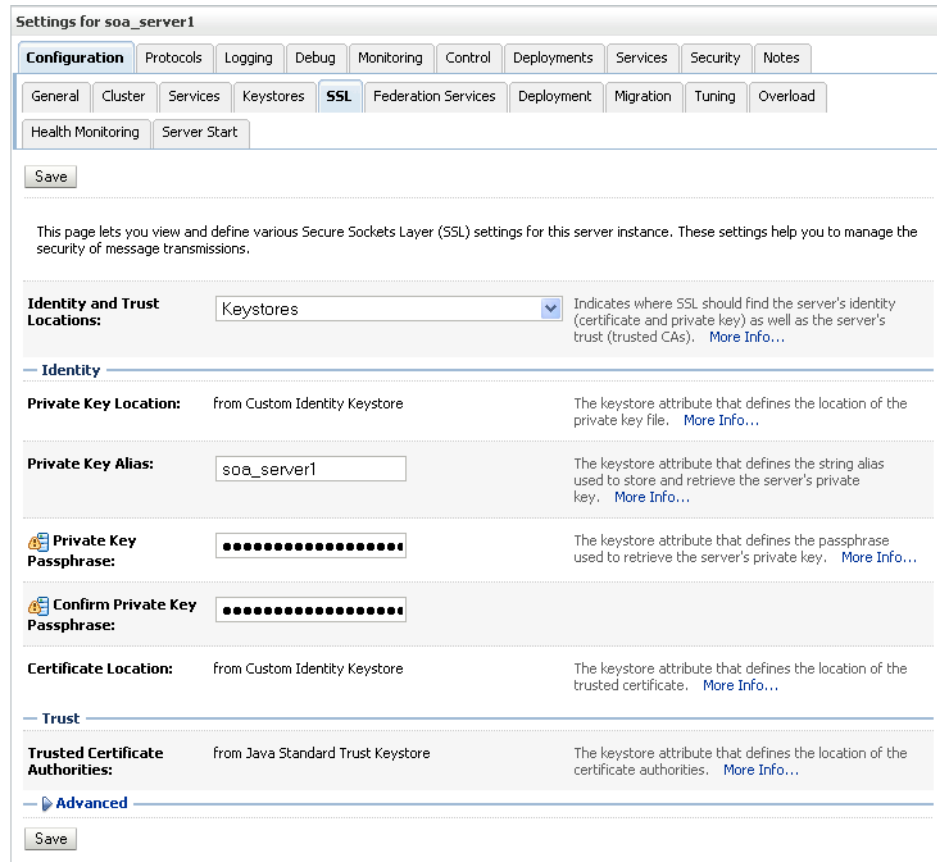 Settings for soa_server1
Configuration Protocols Logging Debug Monitoring Control Deployments Services Security Notes
General Cluster Services Keystores SSL Federation Services Deployment Migration Tuning Overload
Health Monitoring Server Start
Save
This page lets you view and define various Secure Sockets Layer (SSL) settings for this server instance. These settings help you to manage the
security of message transmissions.
Identity and Trust
Locations:
Keystores
Indicates where SSL should find the server's identity
(certificate and private key) as well as the server's
trust (trusted CAs). More Info...
Identity
Private Key Location:
from Custom Identity Keystore
The keystore attribute that defines the location of the
private key file. More Info...
Private Key Alias:
soa_server1
The keystore attribute that defines the string alias
used to store and retrieve the server's private
key. More Info...
Private Key
Passphrase:
●●●●●●●●●●●●●●●●●●
The keystore attribute that defines the passphrase
used to retrieve the server's private key. More Info...
Confirm Private Key
Passphrase:
●●●●●●●●●●●●●●●●●●
Certificate Location:
from Custom Identity Keystore
The keystore attribute that defines the location of the
trusted certificate. More Info...
Trust
Trusted Certificate
Authorities:
from Java Standard Trust Keystore
The keystore attribute that defines the location of the
certificate authorities. More Info...
Advanced
Save